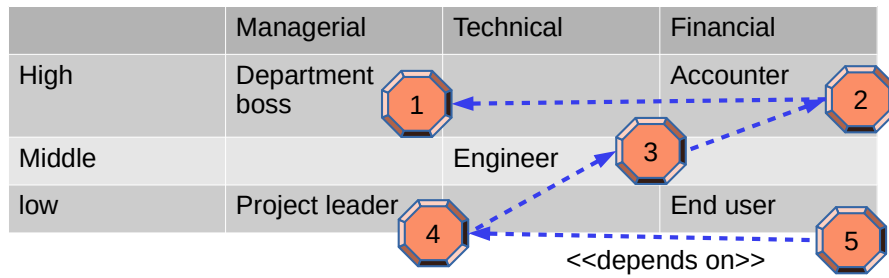 Managerial Technical Financial
High Department boss Accounter
1 2
Middle Engineer 3
low Project leader End user
4 5
<<depends on>>